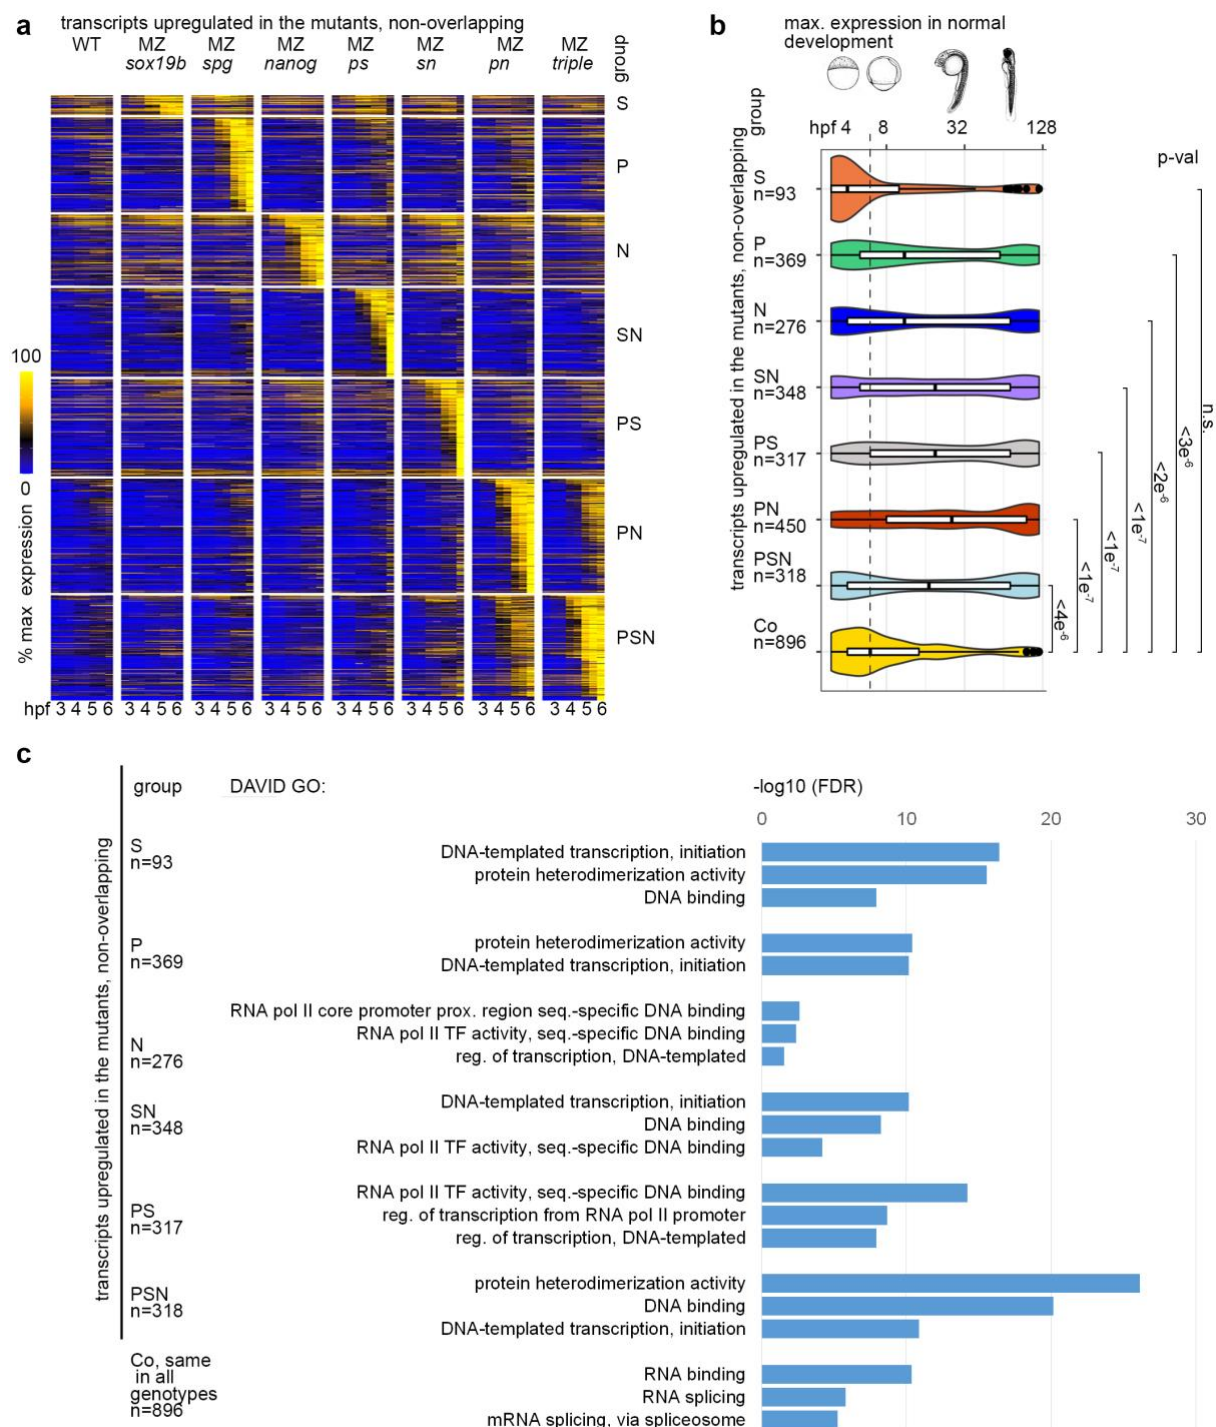 a
transcripts upregulated in the mutants, non-overlapping
WT MZ MZ MZ MZ MZ MZ MZ
sox19b spg nanog ps sn pn triple
group
S
P
N
SN
PS
PN
PSN
100
0
% max expression
hpf 3 4 5 6 3 4 5 6 3 4 5 6 3 4 5 6 3 4 5 6 3 4 5 6 3 4 5 6 3 4 5 6
b
max. expression in normal
development
group
hpf 4 8 32 128
p-val
transcripts upregulated in the mutants, non-overlapping
S
n=93
P
n=369
N
n=276
SN
n=348
PS
n=317
PN
n=450
PSN
n=318
Co
n=896
<4e-6
<1e-7
<1e-7
<1e-7
<2e-6
<3e-6
n.s.
c
group DAVID GO: -log10 (FDR)
0 10 20 30
transcripts upregulated in the mutants, non-overlapping
S
n=93
DNA-templated transcription, initiation
protein heterodimerization activity
DNA binding
P
n=369
protein heterodimerization activity
DNA-templated transcription, initiation
N
n=276
RNA pol II core promoter prox. region seq.-specific DNA binding
RNA pol II TF activity, seq.-specific DNA binding
reg. of transcription, DNA-templated
SN
n=348
DNA-templated transcription, initiation
DNA binding
RNA pol II TF activity, seq.-specific DNA binding
PS
n=317
RNA pol II TF activity, seq.-specific DNA binding
reg. of transcription from RNA pol II promoter
reg. of transcription, DNA-templated
PSN
n=318
protein heterodimerization activity
DNA binding
DNA-templated transcription, initiation
Co, same
in all
genotypes
n=896
RNA binding
RNA splicing
mRNA splicing, via spliceosome